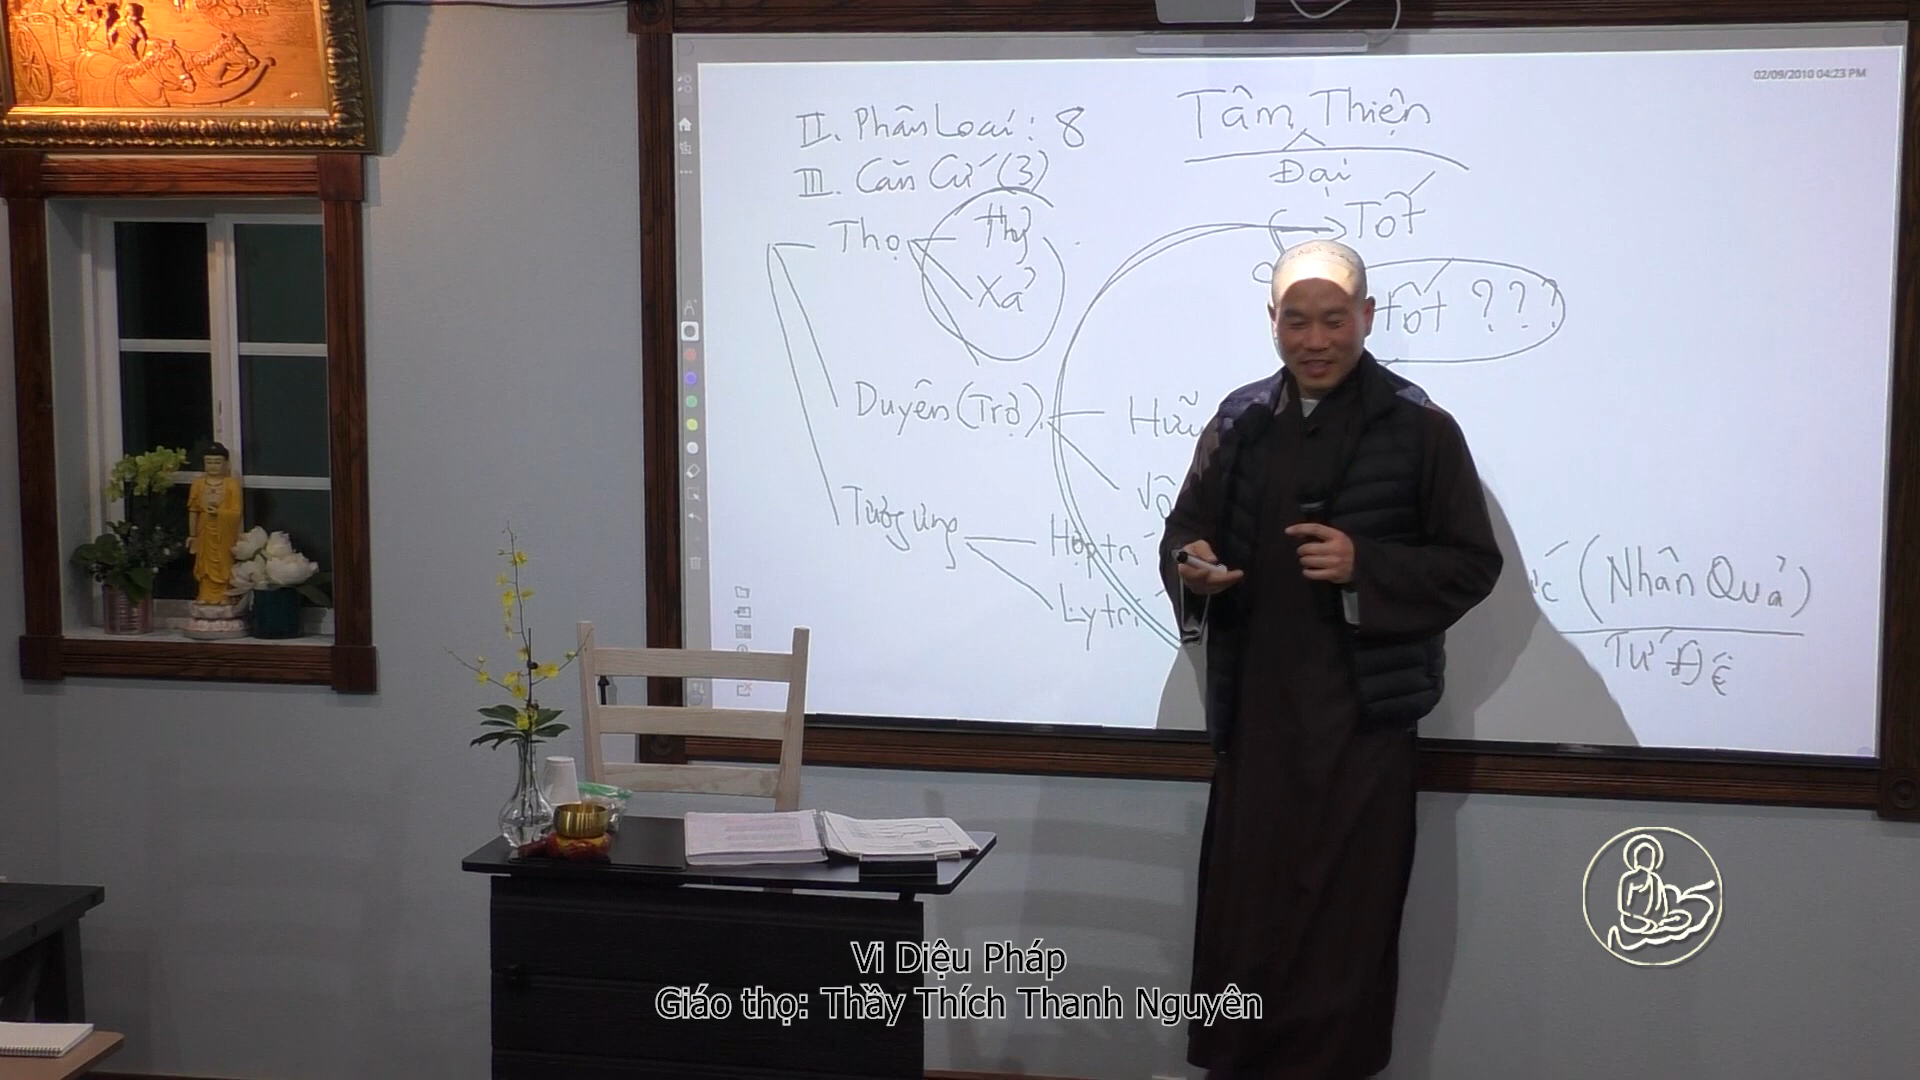 02/09/2010 04:23 PM
Tâm Thiện
Đại
II. Phân Loại: 8
III. Căn Cứ (3)
Thọ
Hỷ
Xả
Tốt
tốt ???
Duyên (Trợ)
Hữu
Vô
Tương ưng
Hợp trí
Ly trí
(Nhân Quả)
Tứ Đế
Vi Diệu Pháp
Giáo thọ: Thầy Thích Thanh Nguyên